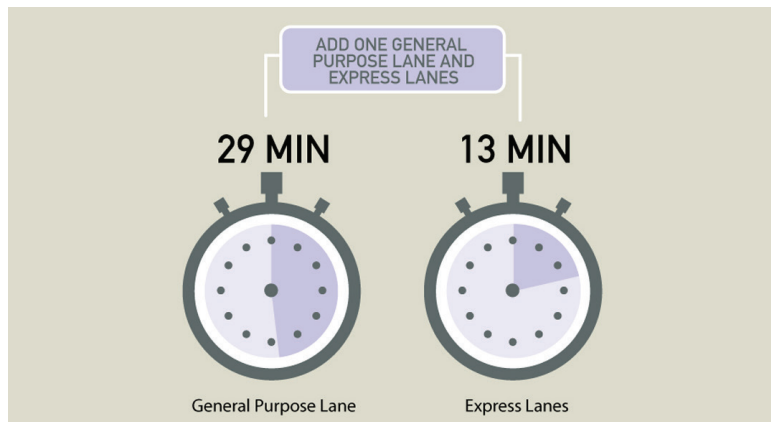 ADD ONE GENERAL
PURPOSE LANE AND
EXPRESS LANES
29 MIN
13 MIN
General Purpose Lane
Express Lanes